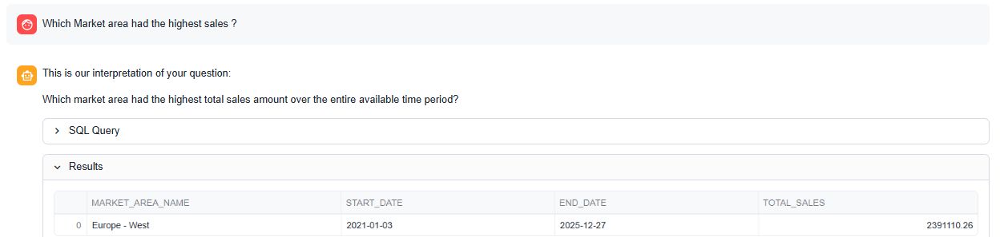 Which Market area had the highest sales ?
This is our interpretation of your question:
Which market area had the highest total sales amount over the entire available time period?
SQL Query
Results
MARKET_AREA_NAME START_DATE END_DATE TOTAL_SALES
0 Europe - West 2021-01-03 2025-12-27 2391110.26